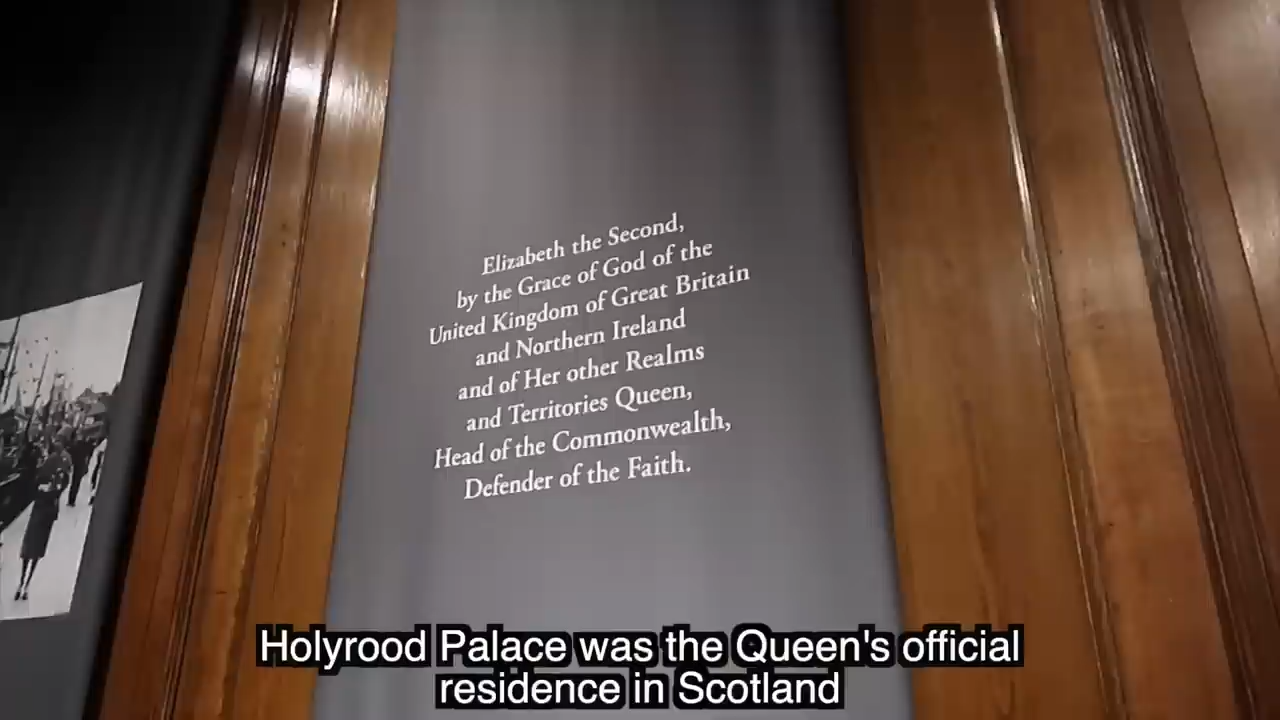 Elizabeth the Second,
by the Grace of God of the
United Kingdom of Great Britain
and Northern Ireland
and of Her other Realms
and Territories Queen,
Head of the Commonwealth,
Defender of the Faith.
Holyrood Palace was the Queen's official
residence in Scotland